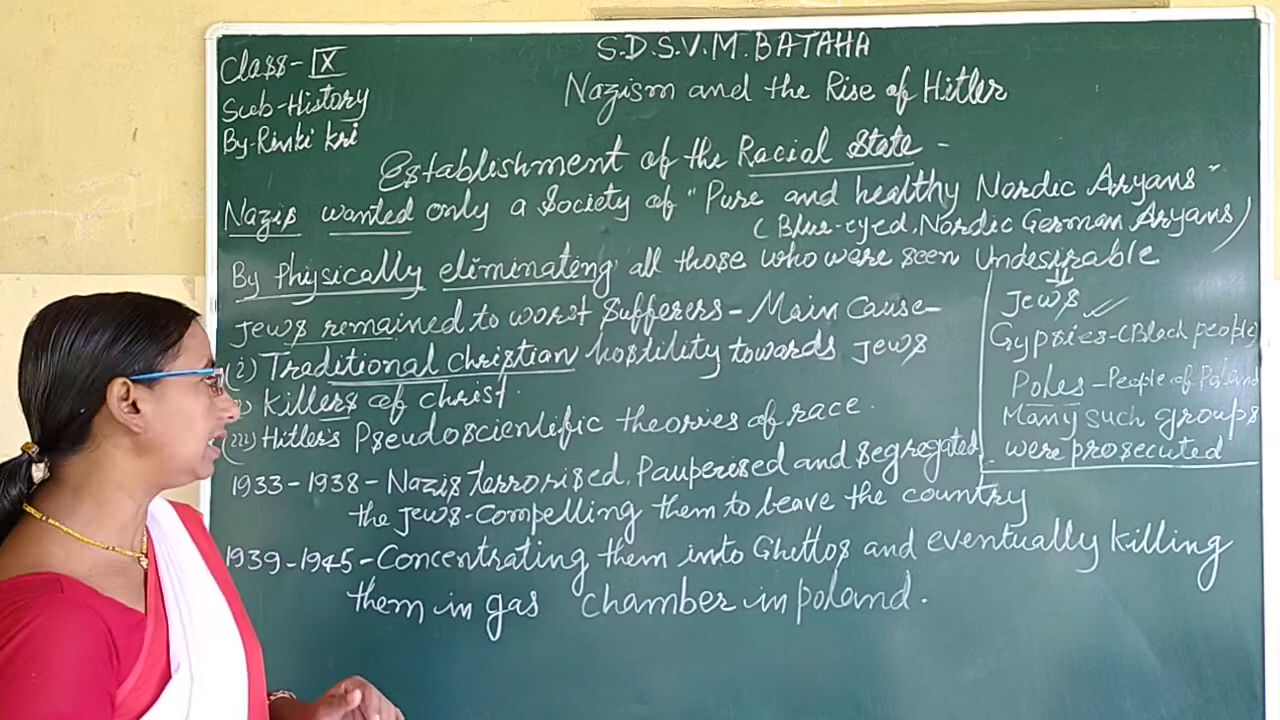 S.D.S.V.M. BATAHA
Class-IX
Sub-History
By-Rinki kri
Nazism and the Rise of Hitler
Establishment of the Racial State -
Nazis wanted only a Society of "Pure and healthy Nordic Aryans"
(Blue-eyed. Nordic German Aryans)
By Physically eliminating all those who were seen Undesirable
Jews ✓
Gypsies-(Black people)
Poles - People of Poland
Many such groups
were prosecuted
Jews remained to worst Sufferers - Main Cause-
(i) Traditional Christian hostility towards Jews
Killers of Christ.
(iii) Hitler's Pseudoscientific theories of race.
1933-1938 - Nazis terrorised. Pauperised and segregated
the Jews-Compelling them to leave the country
1939-1945-Concentrating them into Ghettos and eventually killing
them in gas chamber in poland.